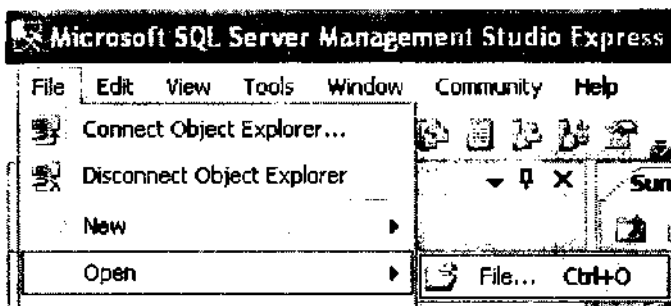 Microsoft SQL Server Management Studio Express
File Edit View Tools Window Community Help
Connect Object Explorer...
Disconnect Object Explorer
New
Open
File... Ctrl+O